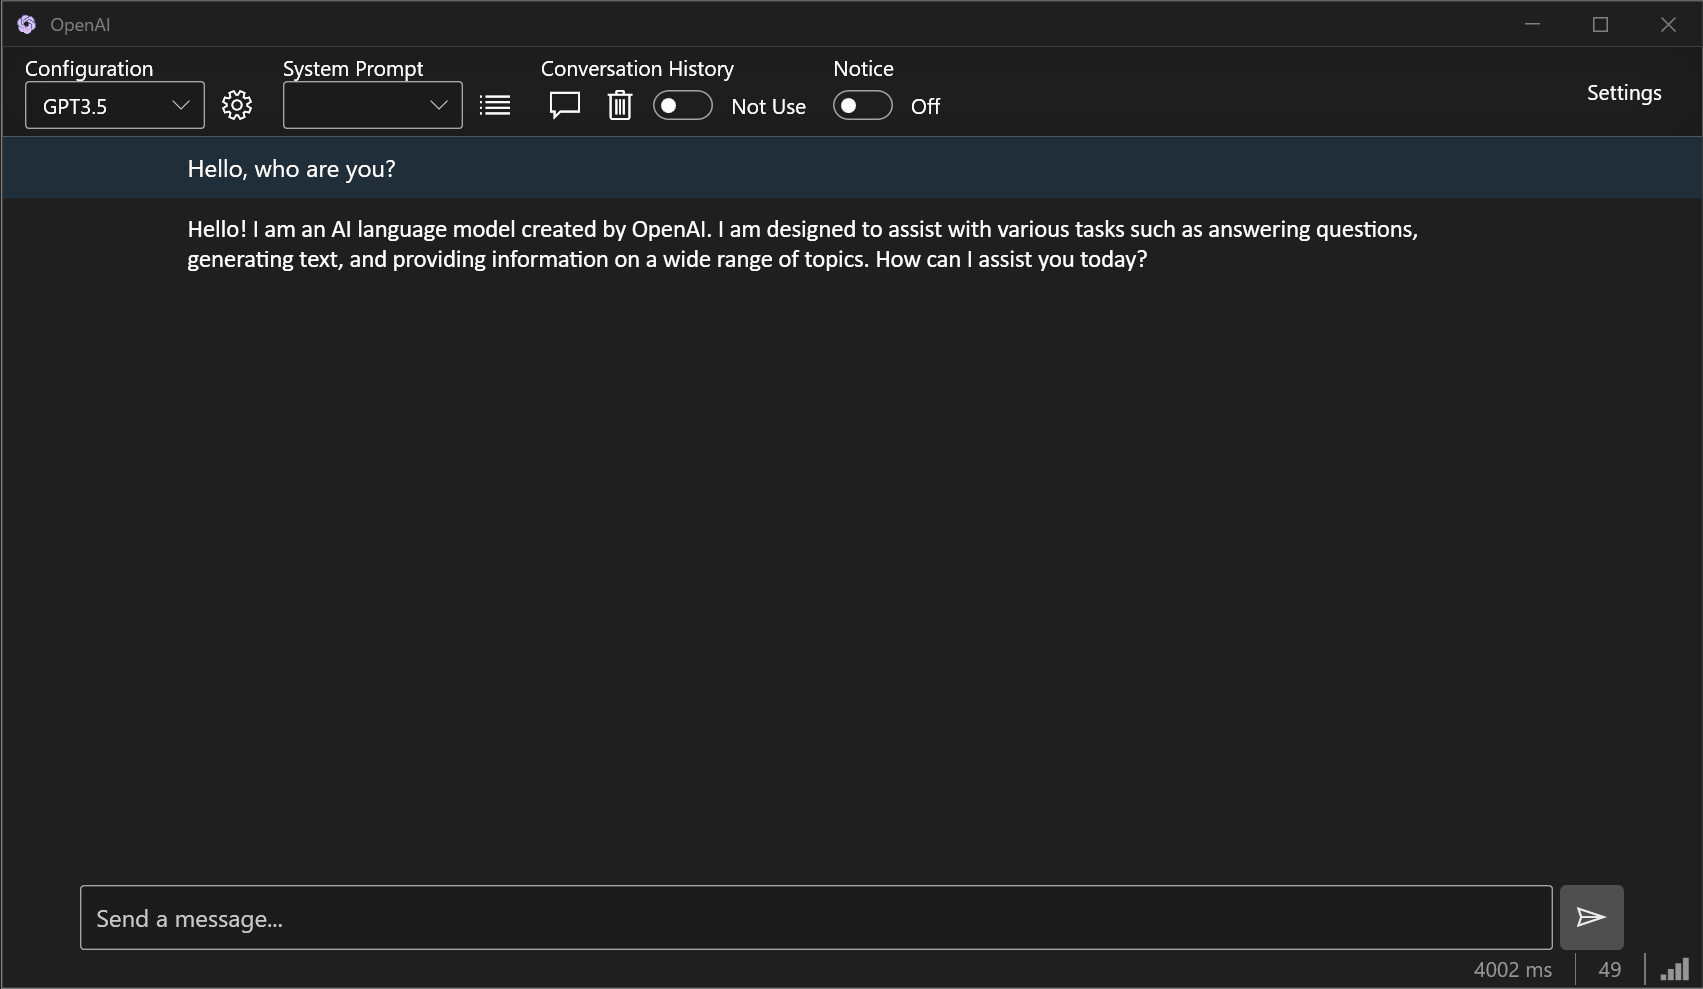 OpenAI
Configuration
System Prompt
Conversation History
Notice
GPT3.5
Not Use
Off
Settings
Hello, who are you?
Hello! I am an AI language model created by OpenAI. I am designed to assist with various tasks such as answering questions,
generating text, and providing information on a wide range of topics. How can I assist you today?
Send a message...
4002 ms
49